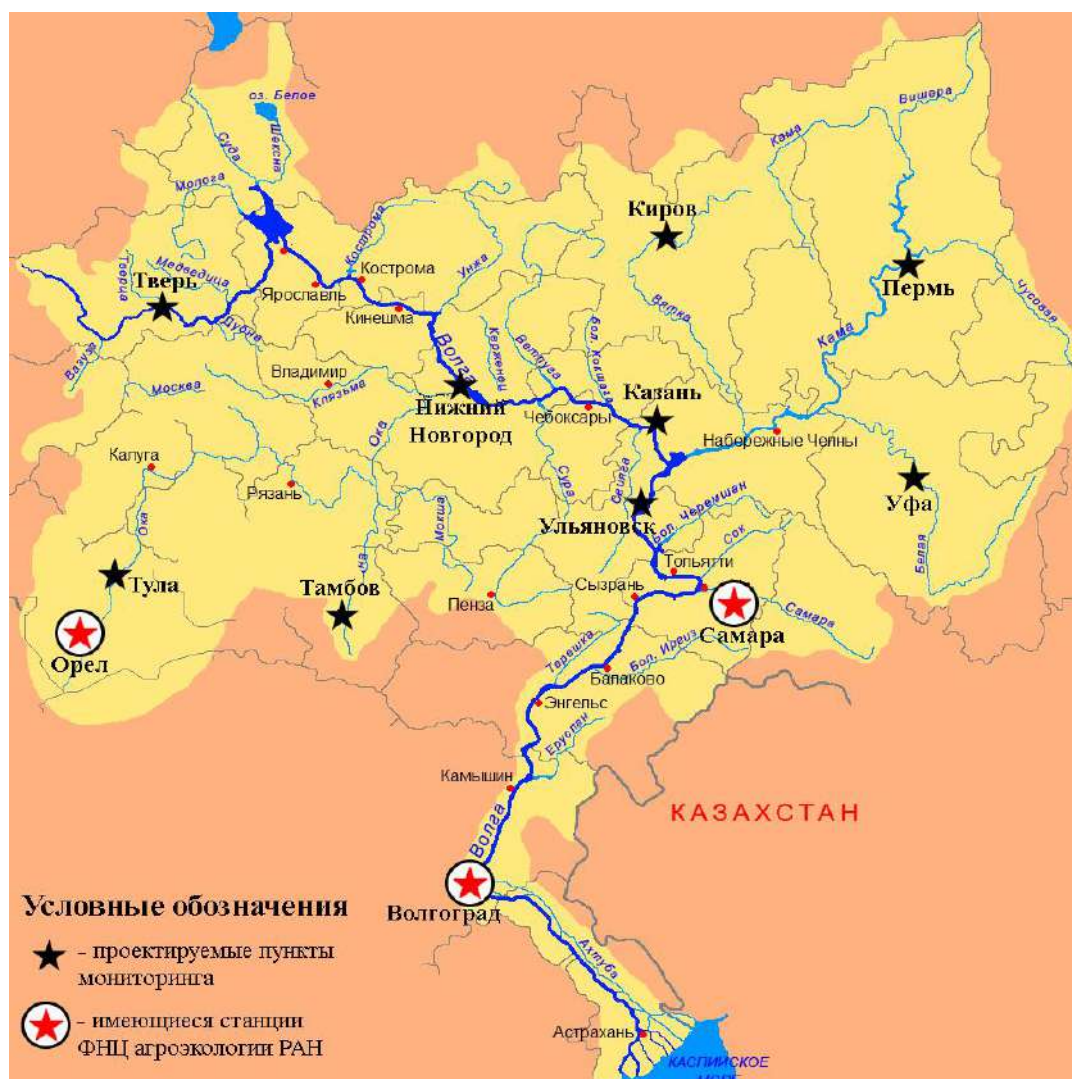 оз. Белое
Шексна
Суда
Молога
Кама
Вишера
Киров
Кострома
Унжа
Пермь
Чусовая
Медведица
Тверца
Тверь
Кострома
Ярославль
Кинешма
Дубна
Вазуза
Вятка
Кама
Москва
Владимир
Клязьма
Волга
Керженец
Ветлуга
Бол. Кокшага
Нижний
Новгород
Чебоксары
Казань
Набережные Челны
Ока
Калуга
Рязань
Сура
Свияга
Уфа
Ульяновск
Бол. Черемшан
Мокша
Ока
Белая
Сок
Тольятти
Тула
Тамбов
на
Пенза
Сызрань
Самара
Самара
Орел
Терешка
Бол. Иргиз
Балаково
Энгельс
Еруслан
Камышин
Волга
КАЗАХСТАН
Волгоград
Ахтуба
Астрахань
КАСПИЙСКОЕ
МОРЕ
Условные обозначения
- проектируемые пункты
мониторинга
- имеющиеся станции
ФНЦ агроэкологии РАН